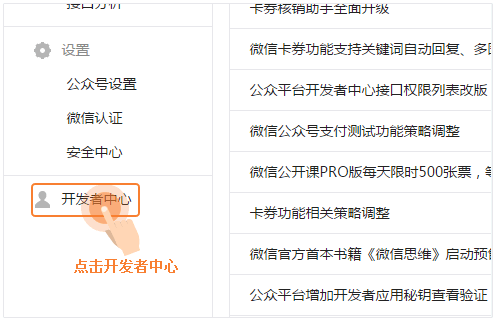 接口分析
设置
公众号设置
微信认证
安全中心
开发者中心
点击开发者中心
卡券核销助手全面升级
微信卡券功能支持关键词自动回复、多
公众平台开发者中心接口权限列表改版
微信公众号支付测试功能策略调整
微信公开课PRO版每天限时500张票，
卡券功能相关策略调整
微信官方首本书籍《微信思维》启动预
公众平台增加开发者应用秘钥查看验证